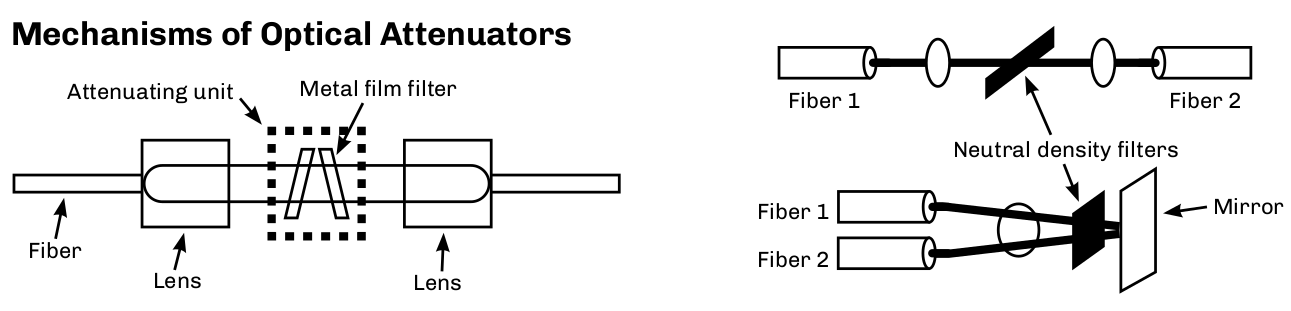 Mechanisms of Optical Attenuators
Attenuating unit
Metal film filter
Fiber
Lens
Lens
Fiber 1
Fiber 2
Neutral density filters
Fiber 1
Fiber 2
Mirror